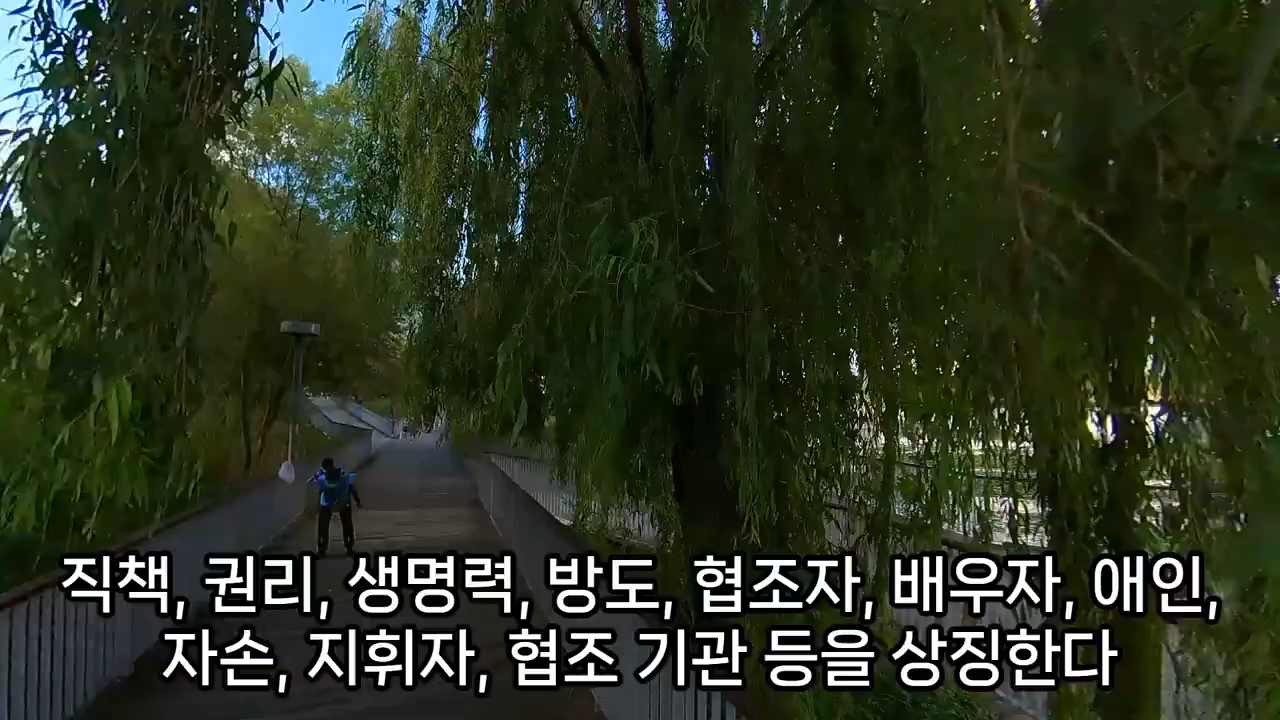 직책, 권리, 생명력, 방도, 협조자, 배우자, 애인,
자손, 지휘자, 협조 기관 등을 상징한다